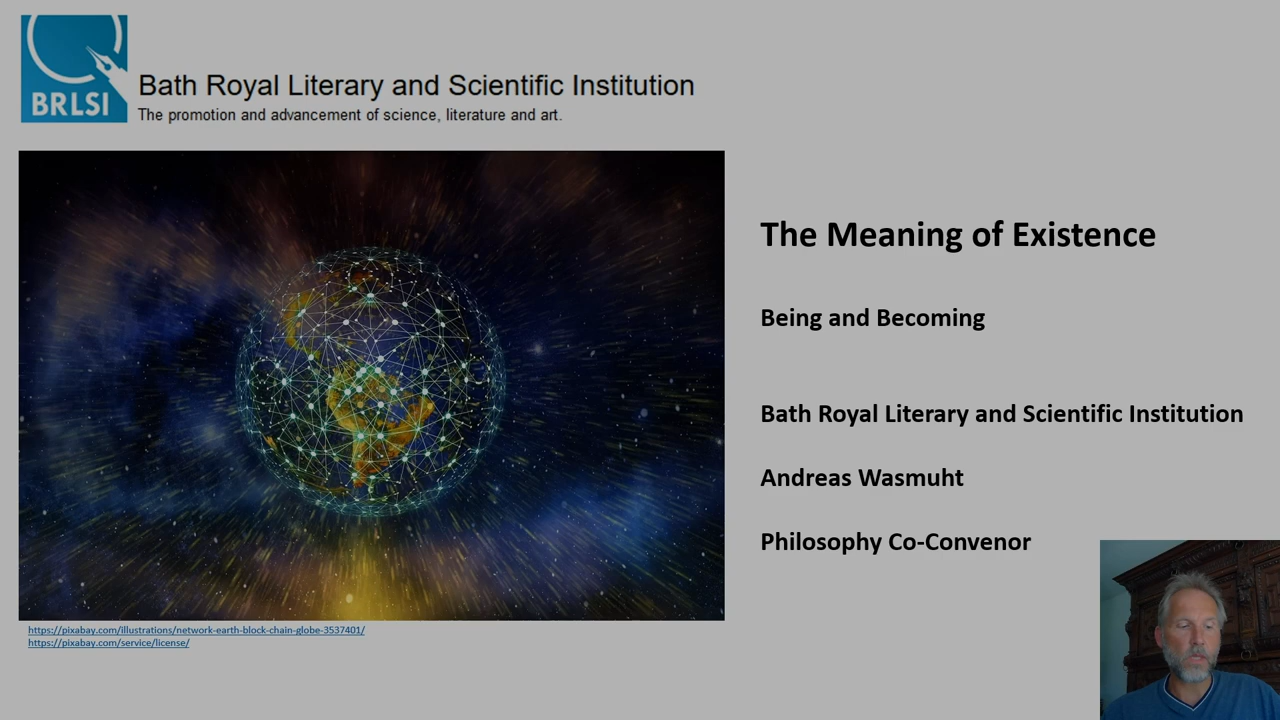 BRLSI
Bath Royal Literary and Scientific Institution
The promotion and advancement of science, literature and art.
The Meaning of Existence
Being and Becoming
Bath Royal Literary and Scientific Institution
Andreas Wasmuht
Philosophy Co-Convenor
https://pixabay.com/illustrations/network-earth-block-chain-globe-3537401/
https://pixabay.com/service/license/